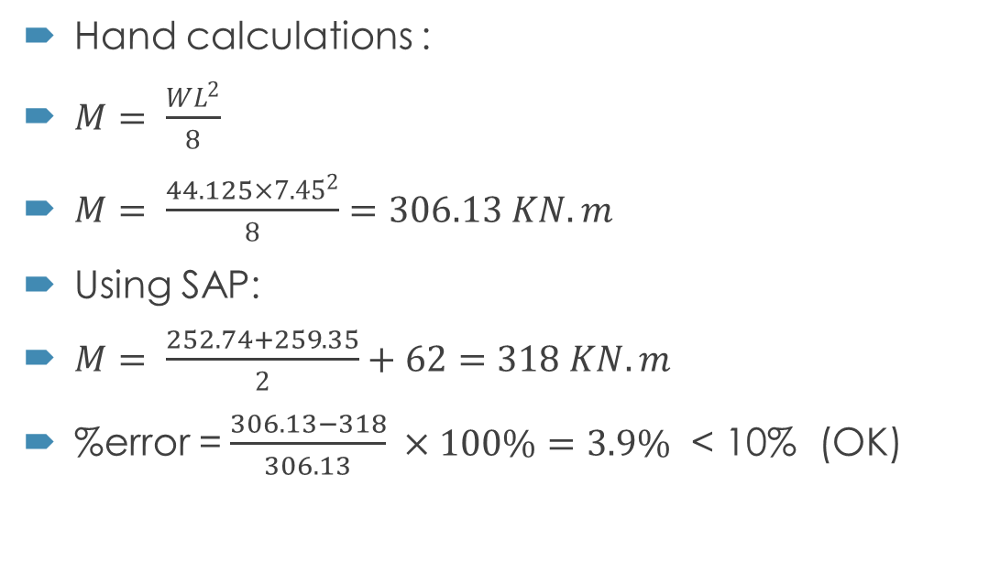 Hand calculations :
M = WL²/8
M = 44.125×7.45²/8 = 306.13 KN.m
Using SAP:
M = 252.74+259.35/2 + 62 = 318 KN.m
%error = 306.13−318/306.13 × 100% = 3.9% < 10% (OK)